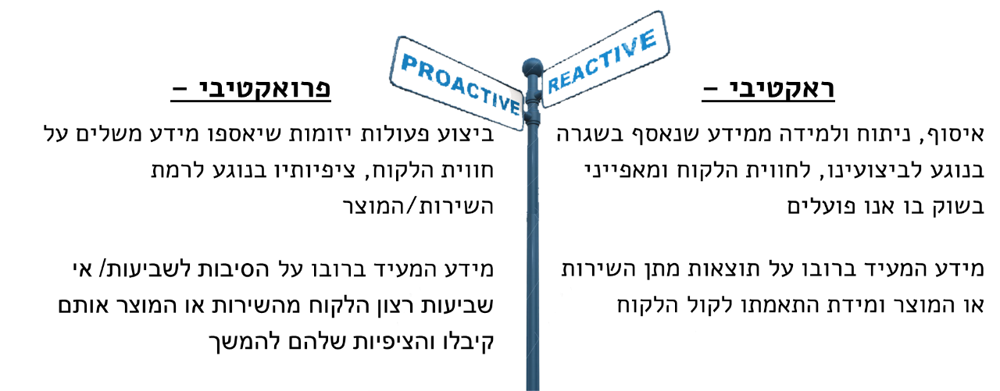 PROACTIVE
REACTIVE
ראקטיבי –
איסוף, ניתוח ולמידה ממידע שנאסף בשגרה
בנוגע לביצועינו, לחווית הלקוח ומאפייני
בשוק בו אנו פועלים
מידע המעיד ברובו על תוצאות מתן השירות
או המוצר ומידת התאמתו לקול הלקוח
פרואקטיבי –
ביצוע פעולות יזומות שיאספו מידע משלים על
חווית הלקוח, ציפיותיו בנוגע לרמת
השירות/המוצר
מידע המעיד ברובו על הסיבות לשביעות/ אי
שביעות רצון הלקוח מהשירות או המוצר אותם
קיבלו והציפיות שלהם להמשך